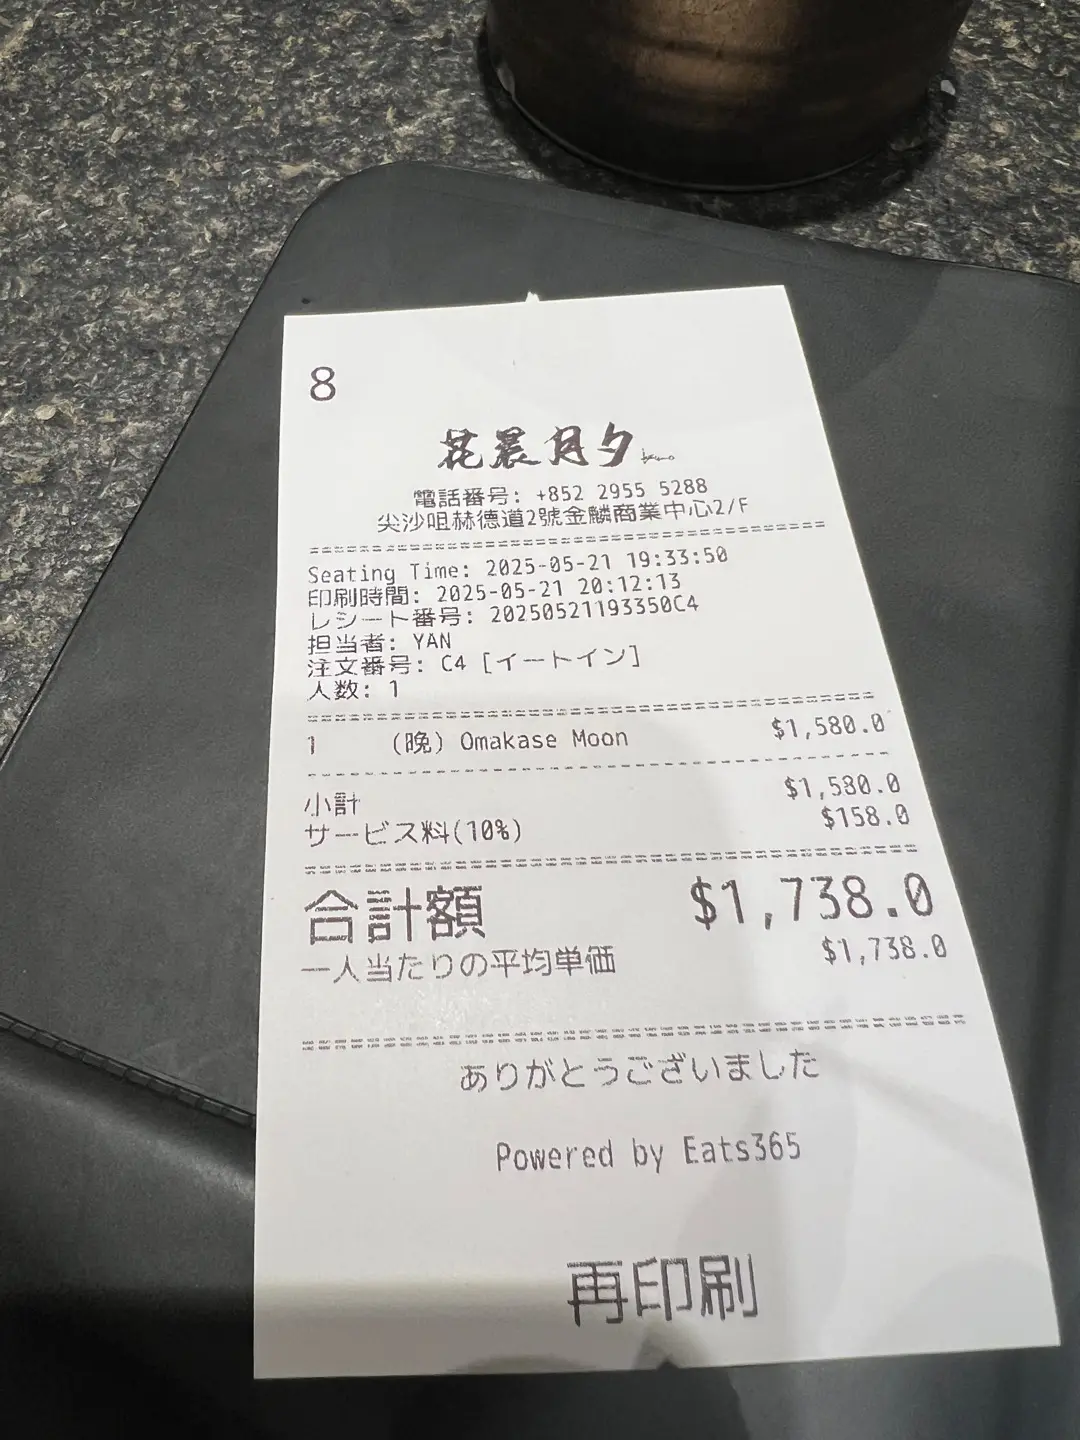 8
花晨月夕
電話番号: +852 2955 5288
尖沙咀赫德道2號金麟商業中心2/F
Seating Time: 2025-05-21 19:33:50
印刷時間: 2025-05-21 20:12:13
レシート番号: 20250521193350C4
担当者: YAN
注文番号: C4 [イートイン]
人数: 1
1 (晩) Omakase Moon $1,580.0
小計 $1,580.0
サービス料(10%) $158.0
合計額 $1,738.0
一人当たりの平均単価 $1,738.0
ありがとうございました
Powered by Eats365
再印刷